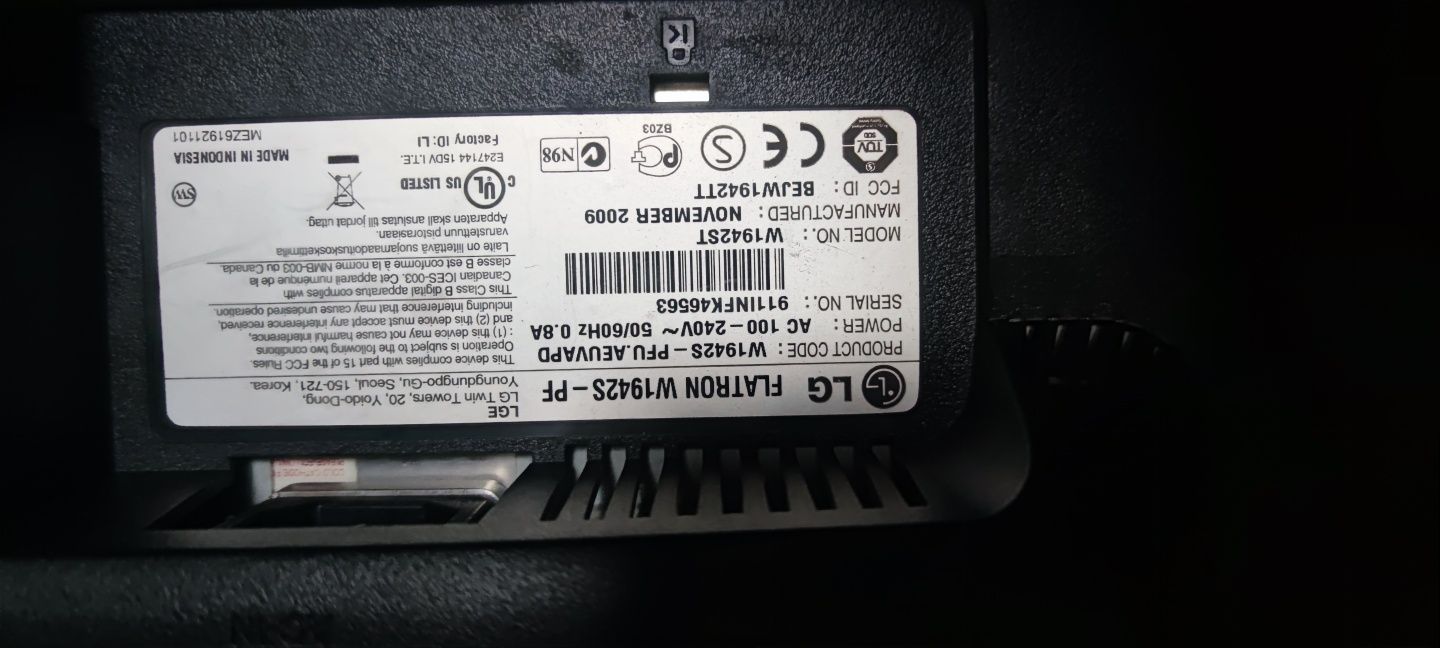 LG FLATRON W1942S-PF
LGE
LG Twin Towers, 20, Yoido-Dong,
Youngdungpo-Gu, Seoul, 150-721, Korea.
PRODUCT CODE: W1942S-PFU.AEUVAPD
POWER: AC 100-240V~ 50/60Hz 0.8A
SERIAL NO.: 911INFK46563
MODEL NO.: W1942ST
MANUFACTURED: NOVEMBER 2009
FCC ID: BEJW1942TT
This device complies with part 15 of the FCC Rules.
Operation is subject to the following two conditions
: (1) this device may not cause harmful interference,
and (2) this device must accept any interference received,
including interference that may cause undesired operation.
This Class B digital apparatus complies with
Canadian ICES-003. Cet appareil numérique de la
classe B est conforme à la norme NMB-003 du Canada.
Laite on liitettävä suojamaadoituskoskettimilla
varustettuun pistorasiaan.
Apparaten skall anslutas till jordat uttag.
TÜV
SÜD
CE
S
BZ03
N98
C UL US LISTED
E247144 15DV I.T.E.
Factory ID: LI
SW
MADE IN INDONESIA
MEZ61921101
K